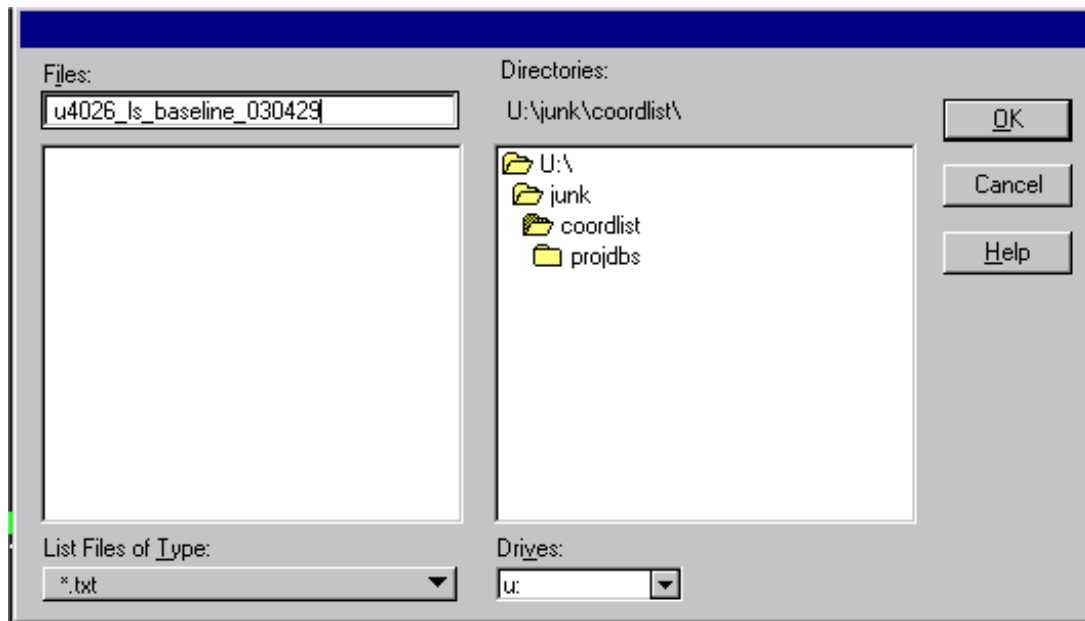 Files:
u4026_ls_baseline_030429
Directories:
U:\junk\coordlist\
U:\
junk
coordlist
projdbs
OK
Cancel
Help
List Files of Type:
*.txt
Drives:
u: